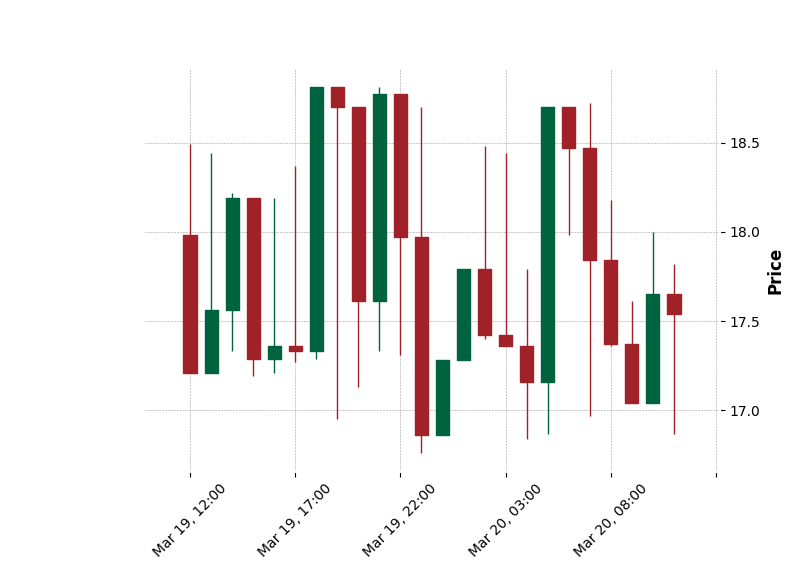 18.5
18.0
17.5
17.0
Price
Mar 19, 12:00
Mar 19, 17:00
Mar 19, 22:00
Mar 20, 03:00
Mar 20, 08:00